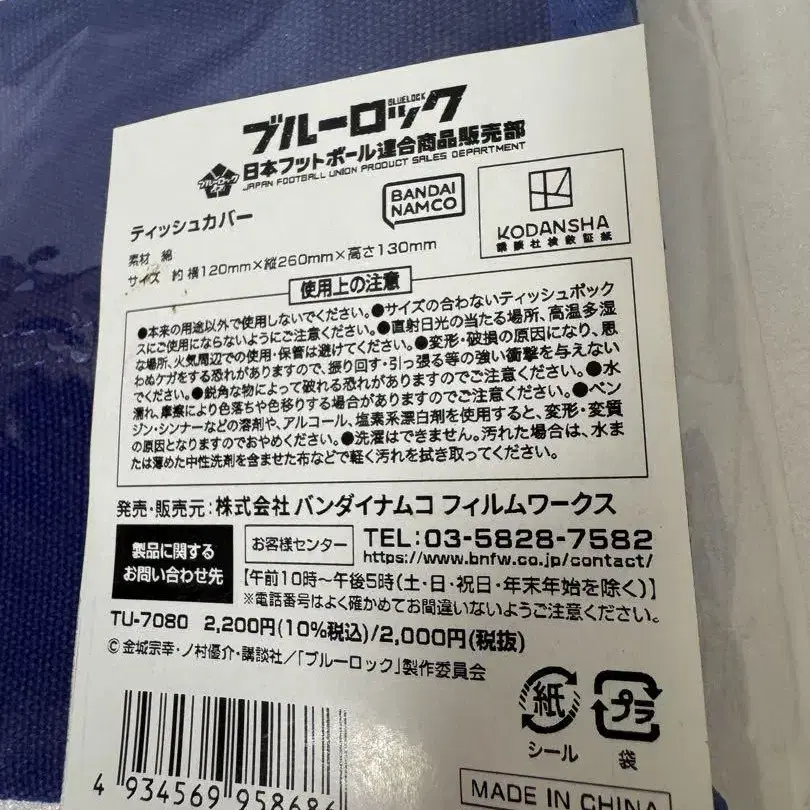 BLUELOCK
ブルーロック
日本フットボール連合商品販売部
JAPAN FOOTBALL UNION PRODUCT SALES DEPARTMENT
ティッシュカバー
BANDAI
NAMCO
KODANSHA
講談社検数証紙
素材 綿
サイズ 約 横120mm×縦260mm×高さ130mm
使用上の注意
●本来の用途以外で使用しないでください。●サイズの合わないティッシュボック
スにご使用にならないようにご注意ください。●直射日光の当たる場所、高温多湿
な場所、火気周辺での使用・保管は避けてください。●変形・破損の原因になり、思
わぬケガをする恐れがありますので、振り回す・引っ張る等の強い衝撃を与えない
でください。●鋭角な物によって破れる恐れがありますのでご注意ください。●水
濡れ、摩擦により色落ちや色移りする場合がありますのでご注意ください。●ベン
ジン・シンナーなどの溶剤や、アルコール、塩素系漂白剤を使用すると、変形・変質
の原因となりますのでおやめください。●洗濯はできません。汚れた場合は、水ま
たは薄めた中性洗剤を含ませた布などで軽く汚れを拭き取ってください。
発売・販売元:株式会社 バンダイナムコ フィルムワークス
製品に関する
お問い合わせ先
お客様センター
TEL:03-5828-7582
https://www.bnfw.co.jp/contact/
【午前10時~午後5時(土・日・祝日・年末年始を除く)】
※電話番号はよく確かめてお間違いないようご注意ください。
TU-7080 2,200円(10%税込)/2,000円(税抜)
©金城宗幸・ノ村優介・講談社/「ブルーロック」製作委員会
紙
シール
プラ
袋
4 934569 958686
MADE IN CHINA